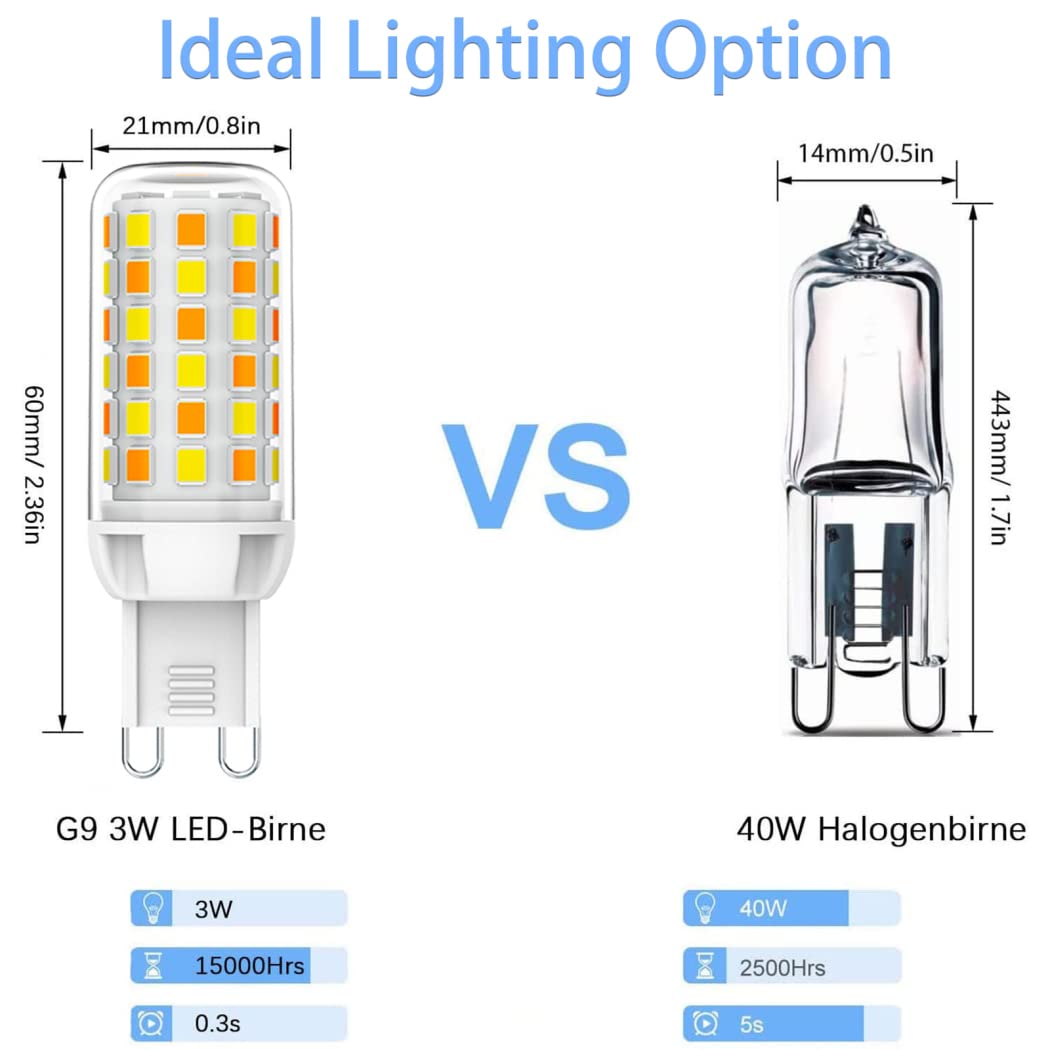 Ideal Lighting Option
21mm/0.8in
14mm/0.5in
60mm/ 2.36in
VS
443mm/ 1.7in
G9 3W LED-Birne
40W Halogenbirne
3W
40W
15000Hrs
2500Hrs
0.3s
5s